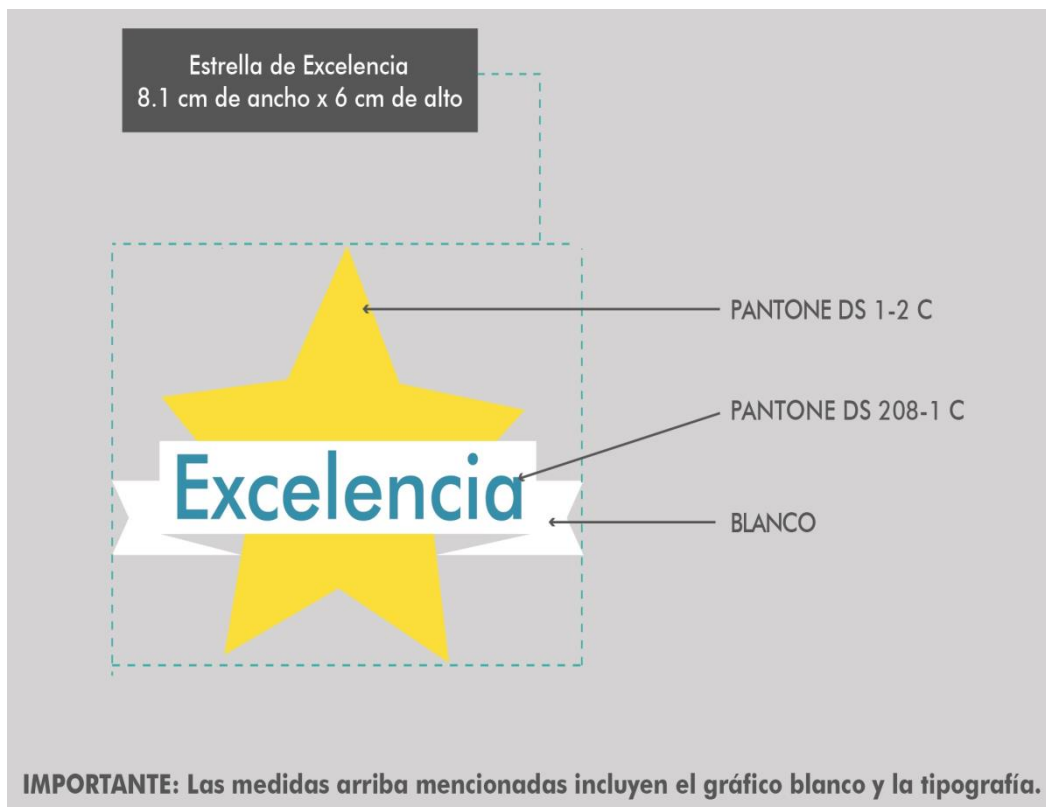 Estrella de Excelencia
8.1 cm de ancho x 6 cm de alto
PANTONE DS 1-2 C
PANTONE DS 208-1 C
Excelencia
BLANCO
IMPORTANTE: Las medidas arriba mencionadas incluyen el gráfico blanco y la tipografía.